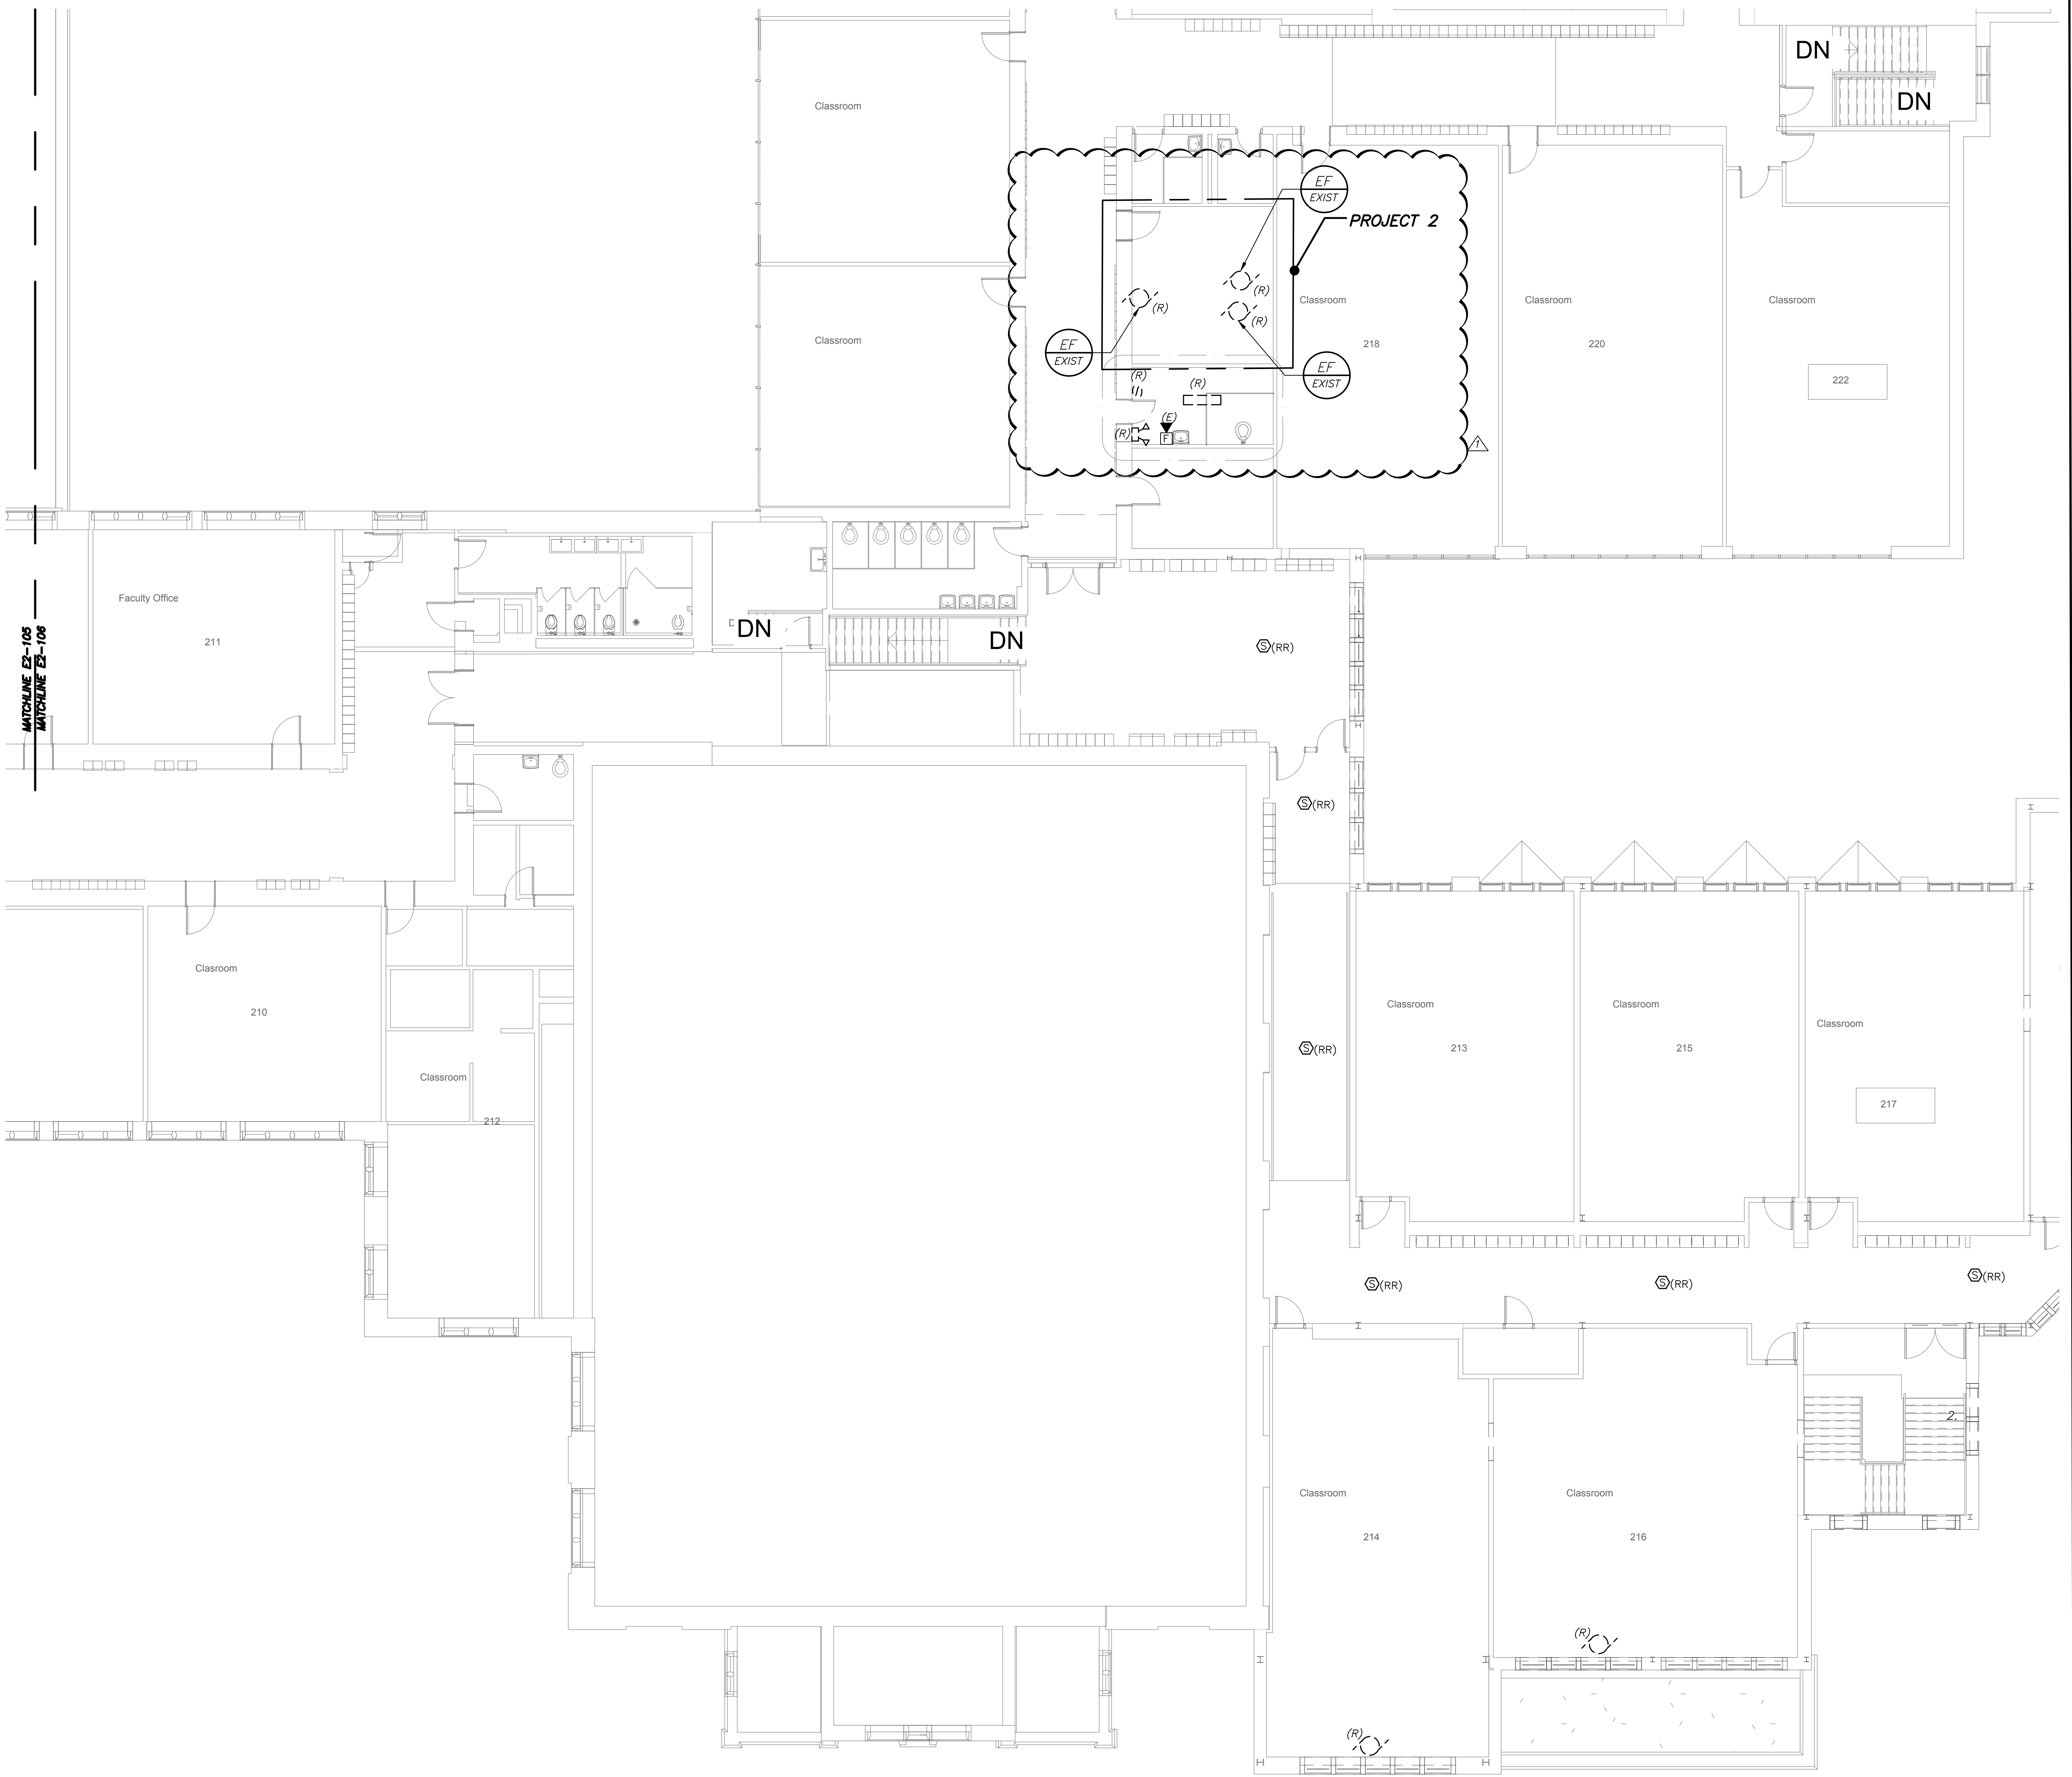 DN
DN
Classroom
EF
EXIST
PROJECT 2
(R)
(R)
(R)
Classroom
Classroom
Classroom
Classroom
EF
EXIST
EF
EXIST
218
220
222
(R)
(R)
(E)
(R)
F
1
Faculty Office
211
MATCHLINE E2-105
MATCHLINE E2-106
DN
DN
S(RR)
S(RR)
Clasroom
210
Classroom
212
S(RR)
Classroom
213
Classroom
215
Classroom
217
S(RR)
S(RR)
S(RR)
2.
Classroom
214
Classroom
216
(R)
(R)